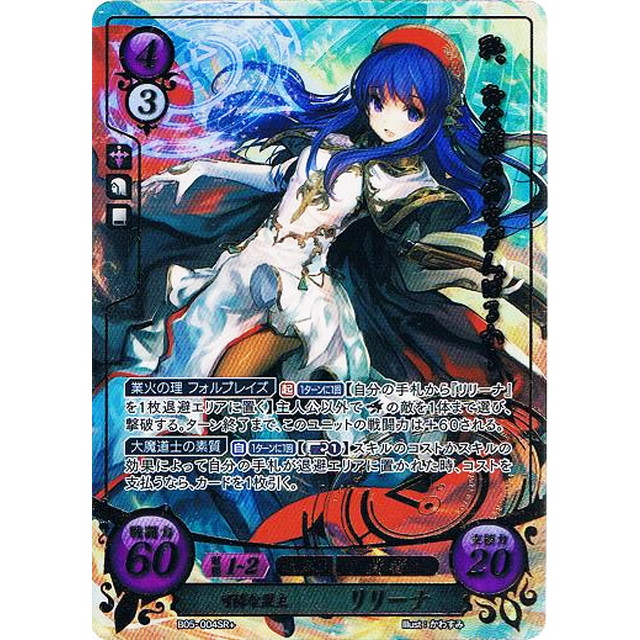 4
3
業火の理 フォルブレイズ 起 1ターンに1回 【自分の手札から『リリーナ』
を1枚退避エリアに置く】主人公以外で の敵を1体まで選び、
撃破する。ターン終了まで、このユニットの戦闘力は+60される。
大魔道士の素質 自 1ターンに1回 【 ❶】スキルのコストかスキルの
効果によって自分の手札が退避エリアに置かれた時、コストを
支払うなら、カードを1枚引く。
戦闘力
60
射程 1-2
支援力
20
リリーナ
B05-004SR+
Illust：かわすみ